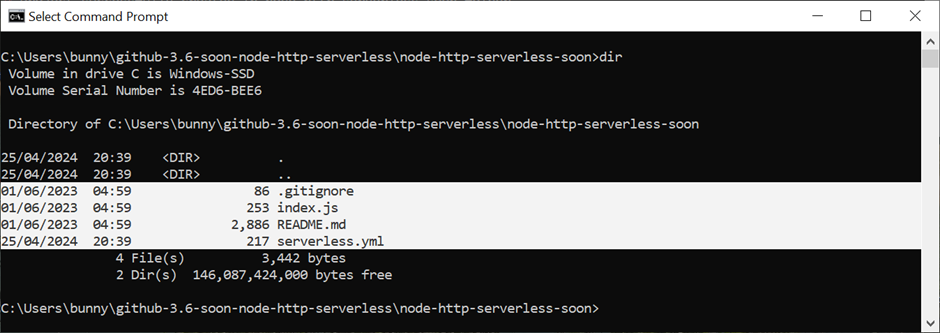 Select Command Prompt
C:\Users\bunny\github-3.6-soon-node-http-serverless\node-http-serverless-soon>dir
 Volume in drive C is Windows-SSD
 Volume Serial Number is 4ED6-BEE6
 Directory of C:\Users\bunny\github-3.6-soon-node-http-serverless\node-http-serverless-soon
25/04/2024  20:39    <DIR>          .
25/04/2024  20:39    <DIR>          ..
01/06/2023  04:59                86 .gitignore
01/06/2023  04:59               253 index.js
01/06/2023  04:59             2,886 README.md
25/04/2024  20:39               217 serverless.yml
               4 File(s)          3,442 bytes
               2 Dir(s)  146,087,424,000 bytes free
C:\Users\bunny\github-3.6-soon-node-http-serverless\node-http-serverless-soon>